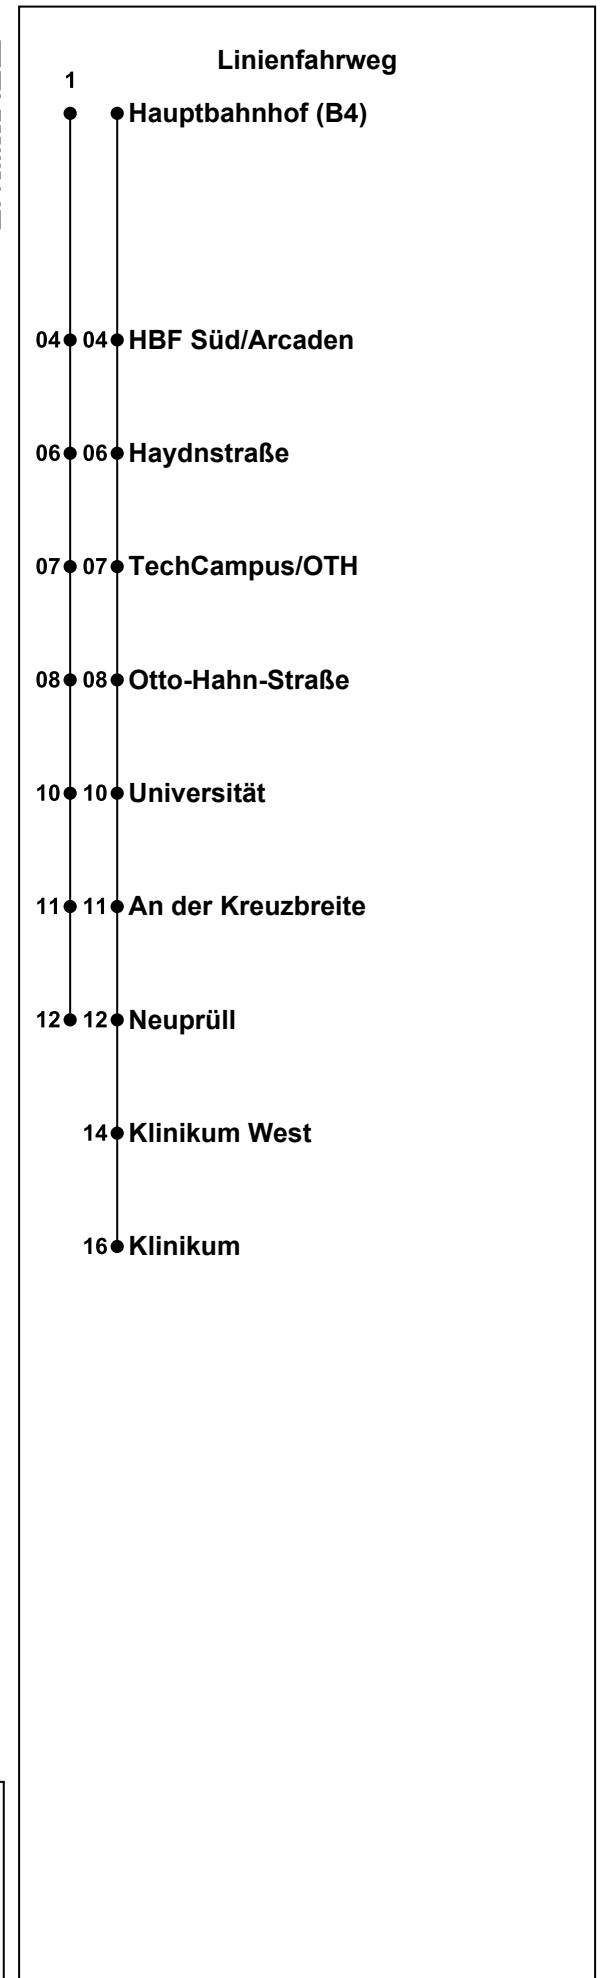 Linienfahrweg
1
Hauptbahnhof (B4)
04 04 HBF Süd/Arcaden
06 06 Haydnstraße
07 07 TechCampus/OTH
08 08 Otto-Hahn-Straße
10 10 Universität
11 11 An der Kreuzbreite
12 12 Neuprüll
14 Klinikum West
16 Klinikum